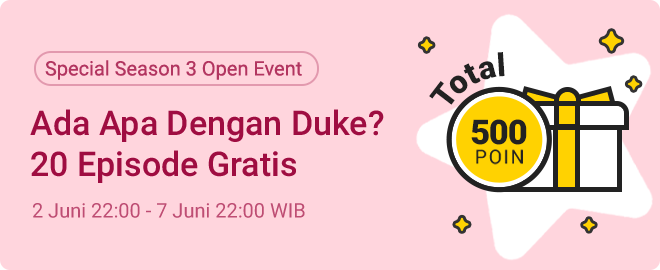 Special Season 3 Open Event
Ada Apa Dengan Duke?
20 Episode Gratis
2 Juni 22:00 - 7 Juni 22:00 WIB
Total
500
POIN